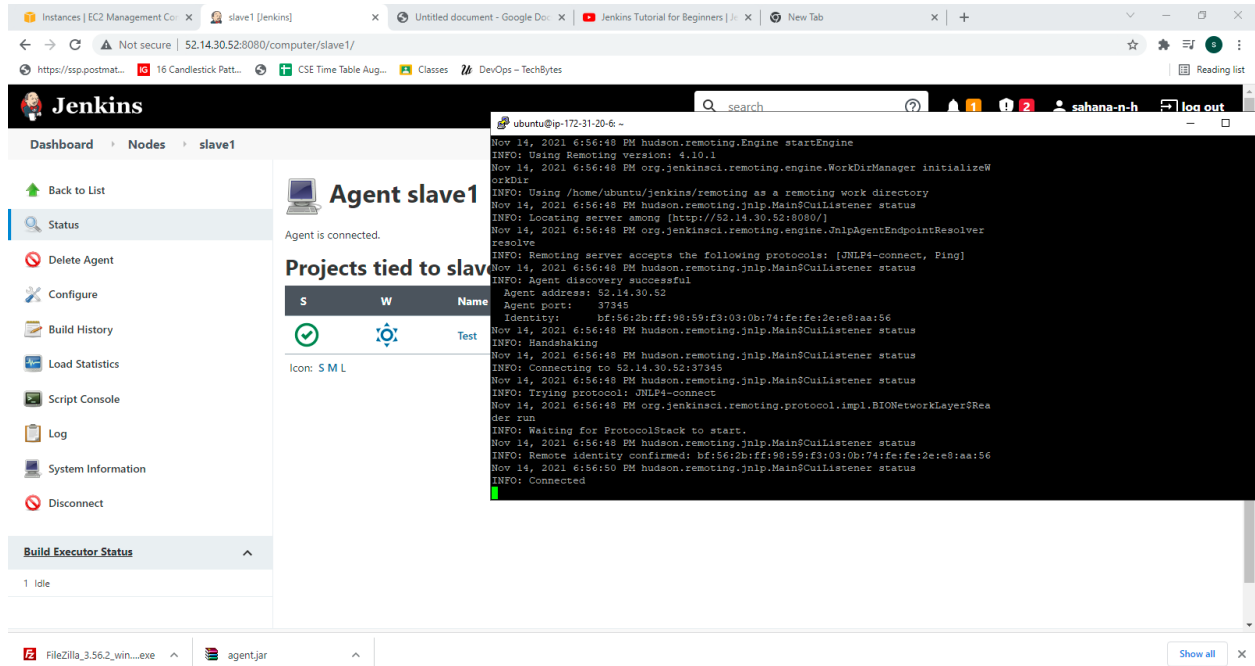 Instances | EC2 Management Co
slave1 [Jenkins]
Untitled document - Google Doc
Jenkins Tutorial for Beginners | Je
New Tab
Not secure | 52.14.30.52:8080/computer/slave1/
https://ssp.postmat...
IG 16 Candlestick Patt...
CSE Time Table Aug...
Classes
DevOps – TechBytes
Reading list
Jenkins
search
1
2
sahana-n-h
log out
Dashboard
Nodes
slave1
Back to List
Status
Delete Agent
Configure
Build History
Load Statistics
Script Console
Log
System Information
Disconnect
Build Executor Status
1 Idle
Agent slave1
Agent is connected.
Projects tied to slave
S W Name
Test
Icon: S M L
ubuntu@ip-172-31-20-6: ~
Nov 14, 2021 6:56:48 PM hudson.remoting.Engine startEngine
INFO: Using Remoting version: 4.10.1
Nov 14, 2021 6:56:48 PM org.jenkinsci.remoting.engine.WorkDirManager initializeW
orkDir
INFO: Using /home/ubuntu/jenkins/remoting as a remoting work directory
Nov 14, 2021 6:56:48 PM hudson.remoting.jnlp.Main$CuiListener status
INFO: Locating server among [http://52.14.30.52:8080/]
Nov 14, 2021 6:56:48 PM org.jenkinsci.remoting.engine.JnlpAgentEndpointResolver
resolve
INFO: Remoting server accepts the following protocols: [JNLP4-connect, Ping]
Nov 14, 2021 6:56:48 PM hudson.remoting.jnlp.Main$CuiListener status
INFO: Agent discovery successful
Agent address: 52.14.30.52
Agent port: 37345
Identity: bf:56:2b:ff:98:59:f3:03:0b:74:fe:fe:2e:e8:aa:56
Nov 14, 2021 6:56:48 PM hudson.remoting.jnlp.Main$CuiListener status
INFO: Handshaking
Nov 14, 2021 6:56:48 PM hudson.remoting.jnlp.Main$CuiListener status
INFO: Connecting to 52.14.30.52:37345
Nov 14, 2021 6:56:48 PM hudson.remoting.jnlp.Main$CuiListener status
INFO: Trying protocol: JNLP4-connect
Nov 14, 2021 6:56:48 PM org.jenkinsci.remoting.protocol.impl.BIONetworkLayer$Rea
der run
INFO: Waiting for ProtocolStack to start.
Nov 14, 2021 6:56:48 PM hudson.remoting.jnlp.Main$CuiListener status
INFO: Remote identity confirmed: bf:56:2b:ff:98:59:f3:03:0b:74:fe:fe:2e:e8:aa:56
Nov 14, 2021 6:56:50 PM hudson.remoting.jnlp.Main$CuiListener status
INFO: Connected
FileZilla_3.56.2_win....exe
agent.jar
Show all